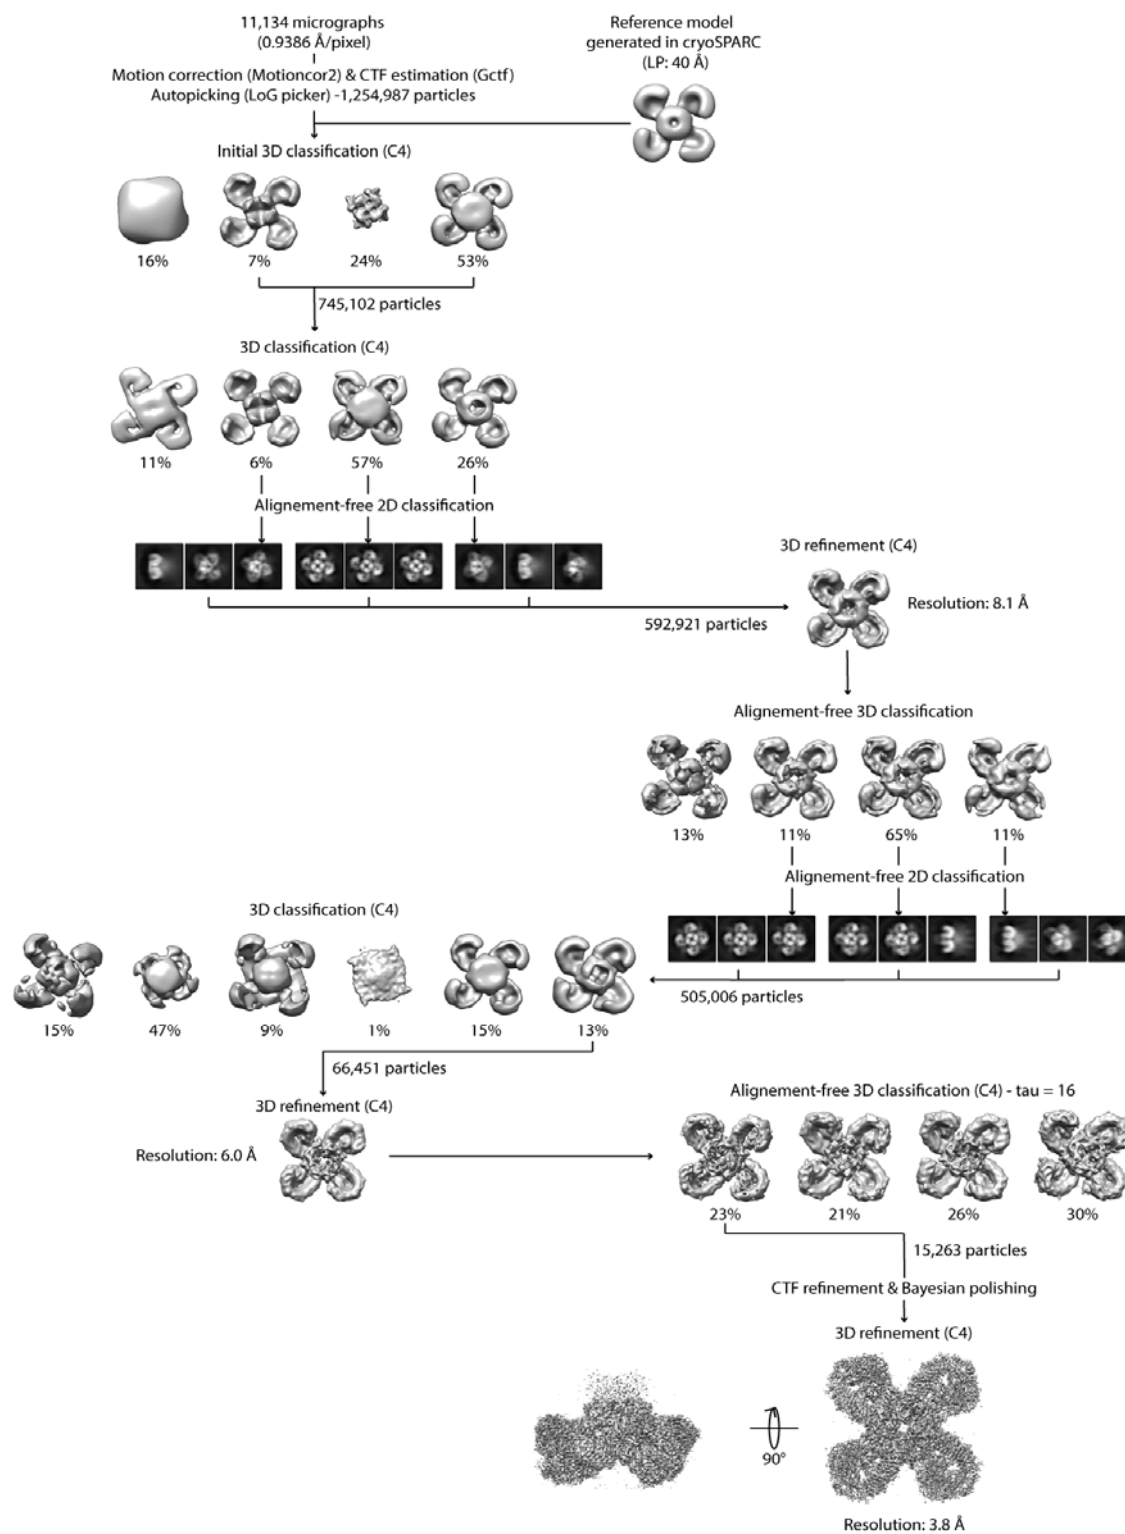 11,134 micrographs
(0.9386 Å/pixel)
Reference model
generated in cryoSPARC
(LP: 40 Å)
Motion correction (Motioncor2) & CTF estimation (Gctf)
Autopicking (LoG picker) -1,254,987 particles
Initial 3D classification (C4)
16% 7% 24% 53%
745,102 particles
3D classification (C4)
11% 6% 57% 26%
Alignement-free 2D classification
3D refinement (C4)
Resolution: 8.1 Å
592,921 particles
Alignement-free 3D classification
13% 11% 65% 11%
Alignement-free 2D classification
3D classification (C4)
505,006 particles
15% 47% 9% 1% 15% 13%
66,451 particles
3D refinement (C4)
Resolution: 6.0 Å
Alignement-free 3D classification (C4) - tau = 16
23% 21% 26% 30%
15,263 particles
CTF refinement & Bayesian polishing
3D refinement (C4)
90°
Resolution: 3.8 Å